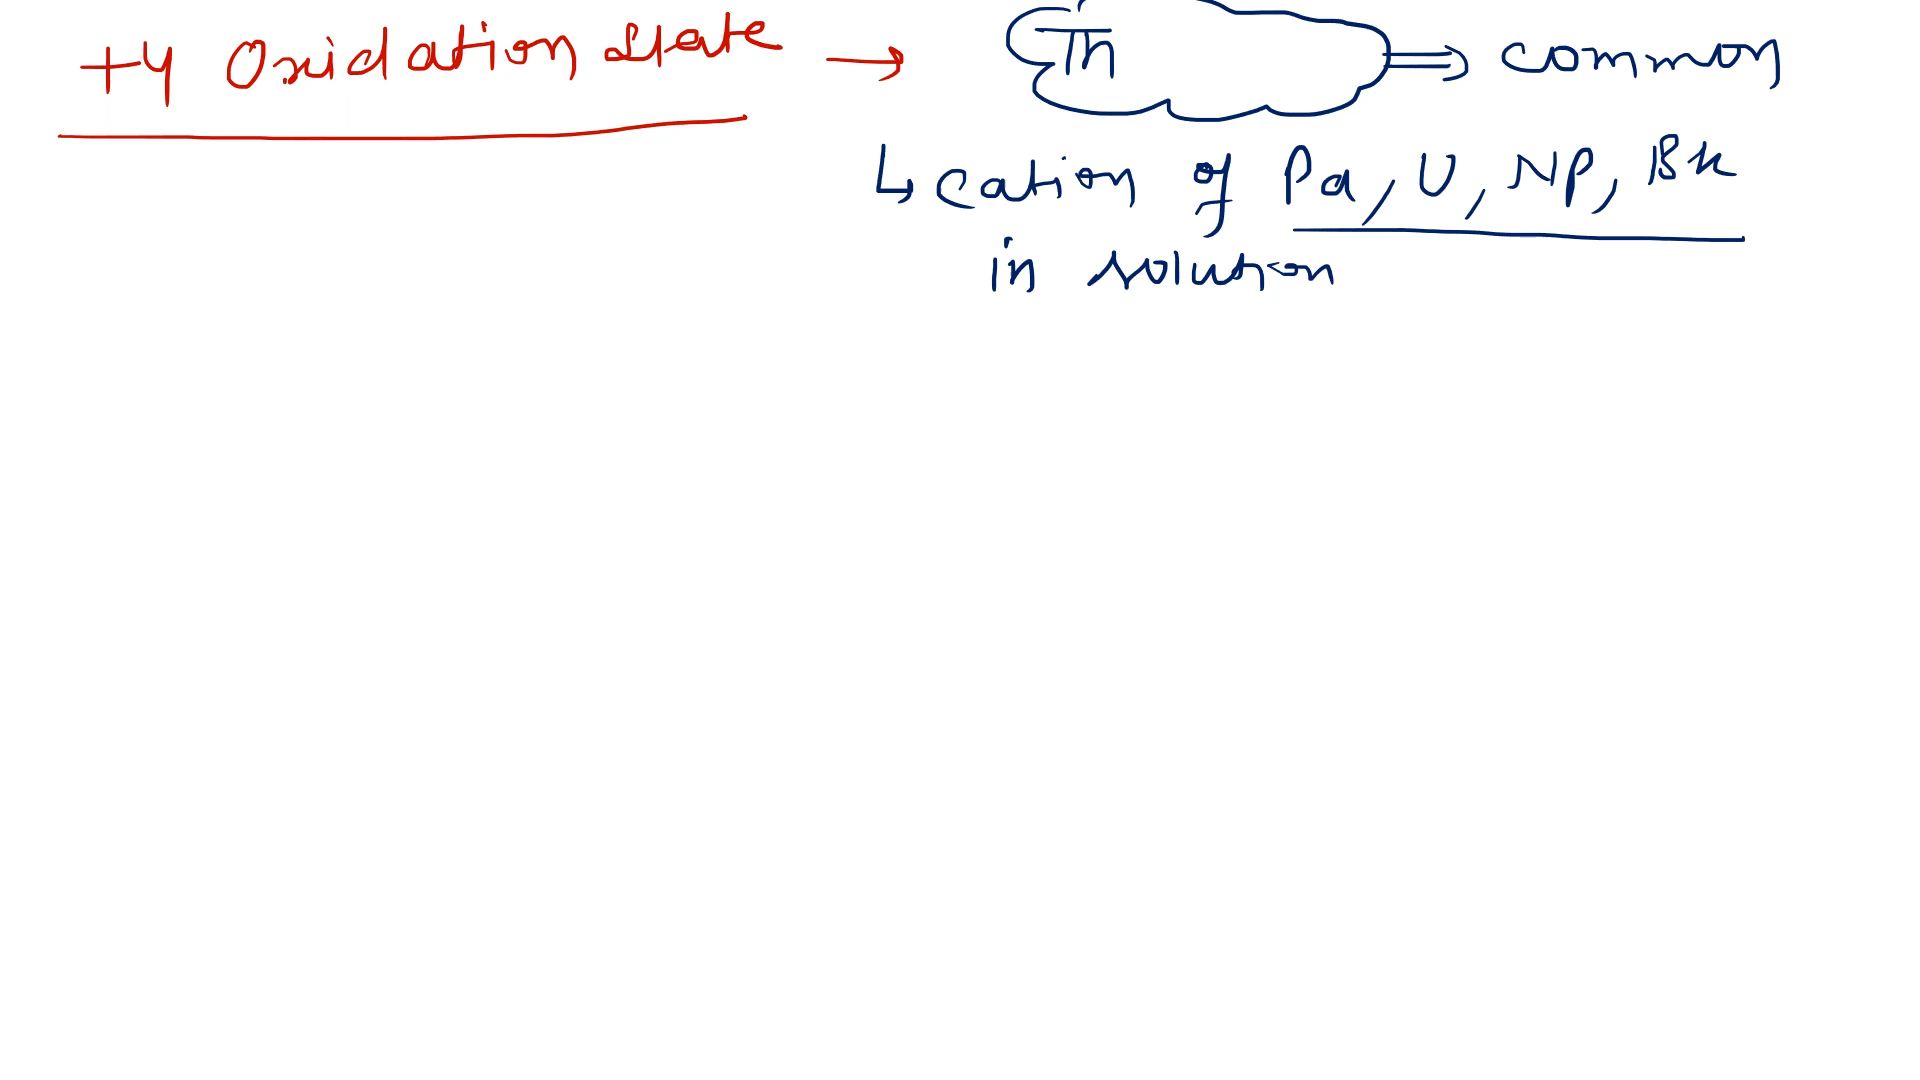 +4 Oxidation state → Th ⇒ common
↳ cation of Pa, U, NP, Bk
in solution